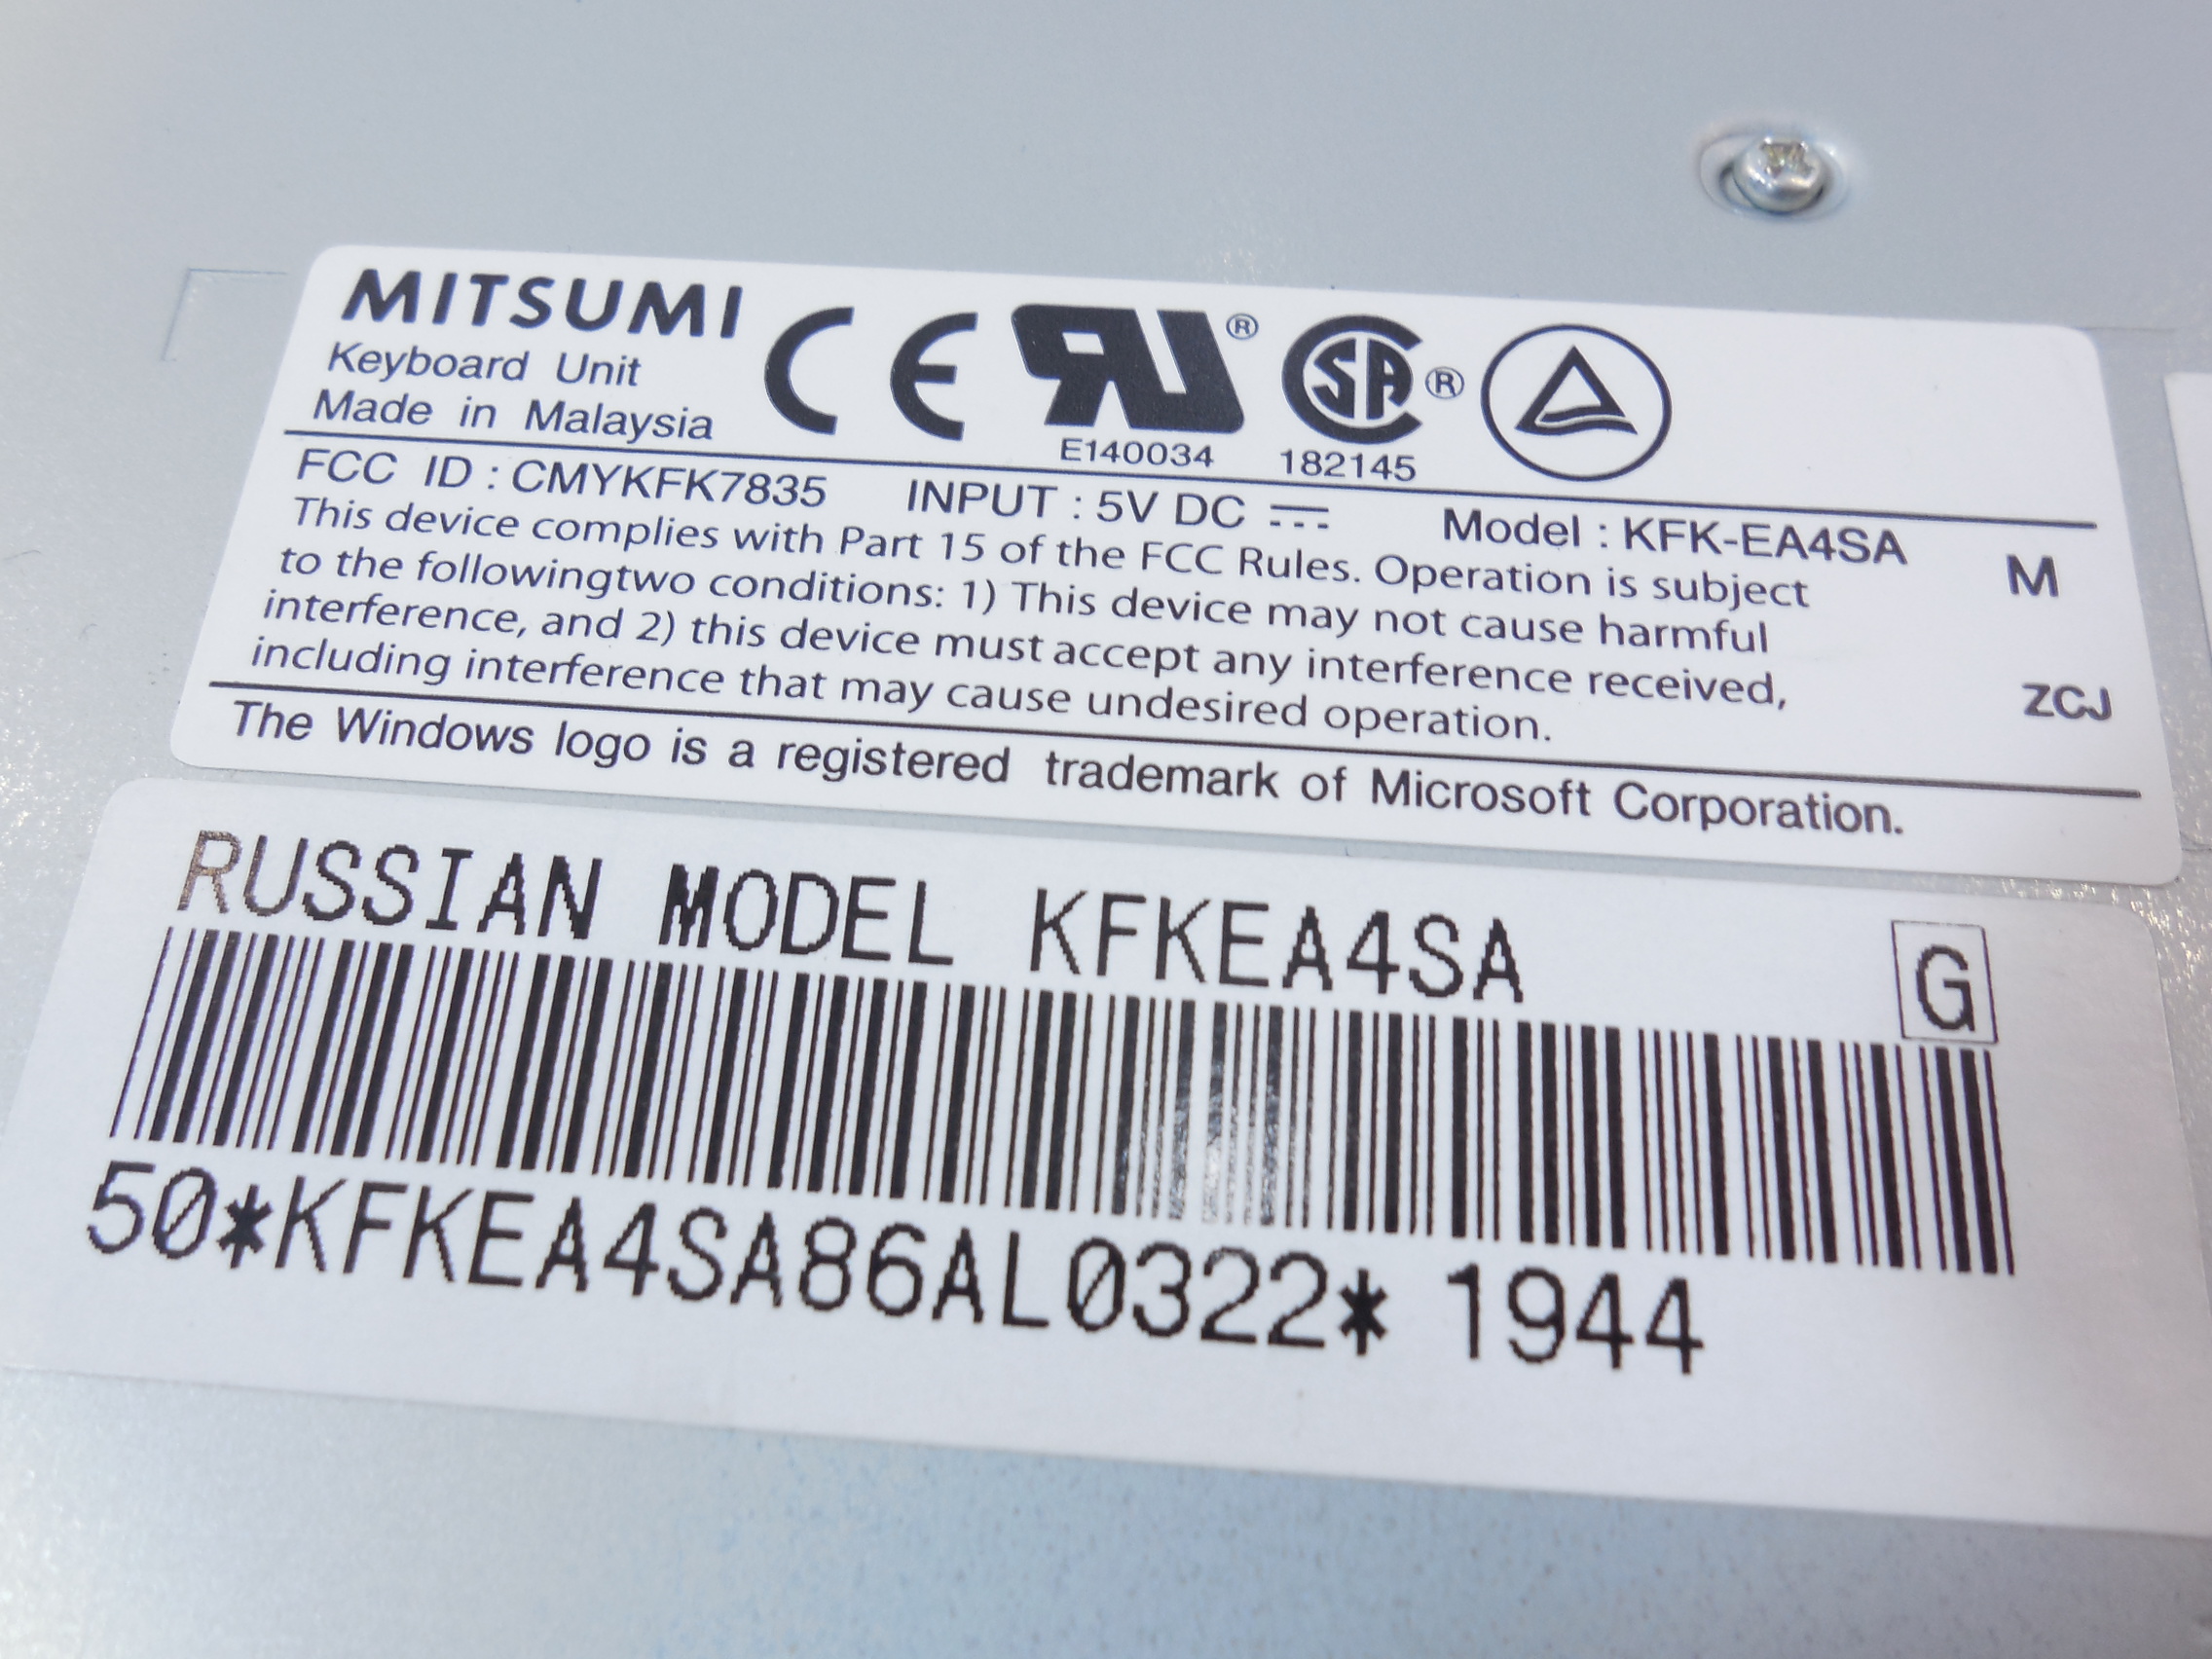 MITSUMI
Keyboard Unit
Made in Malaysia
CE
RU®
E140034
SA®
182145
FCC ID : CMYKFK7835 INPUT : 5V DC Model : KFK-EA4SA
This device complies with Part 15 of the FCC Rules. Operation is subject
to the followingtwo conditions: 1) This device may not cause harmful
interference, and 2) this device must accept any interference received,
including interference that may cause undesired operation.
M
ZCJ
The Windows logo is a registered trademark of Microsoft Corporation.
RUSSIAN MODEL KFKEA4SA
G
50*KFKEA4SA86AL0322* 1944